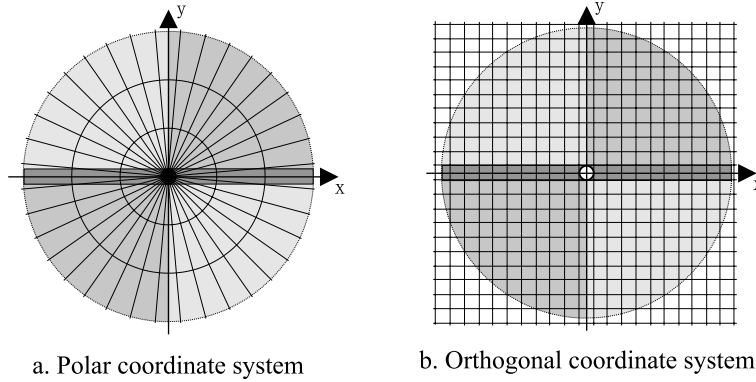 y
x
a. Polar coordinate system
y
x
b. Orthogonal coordinate system